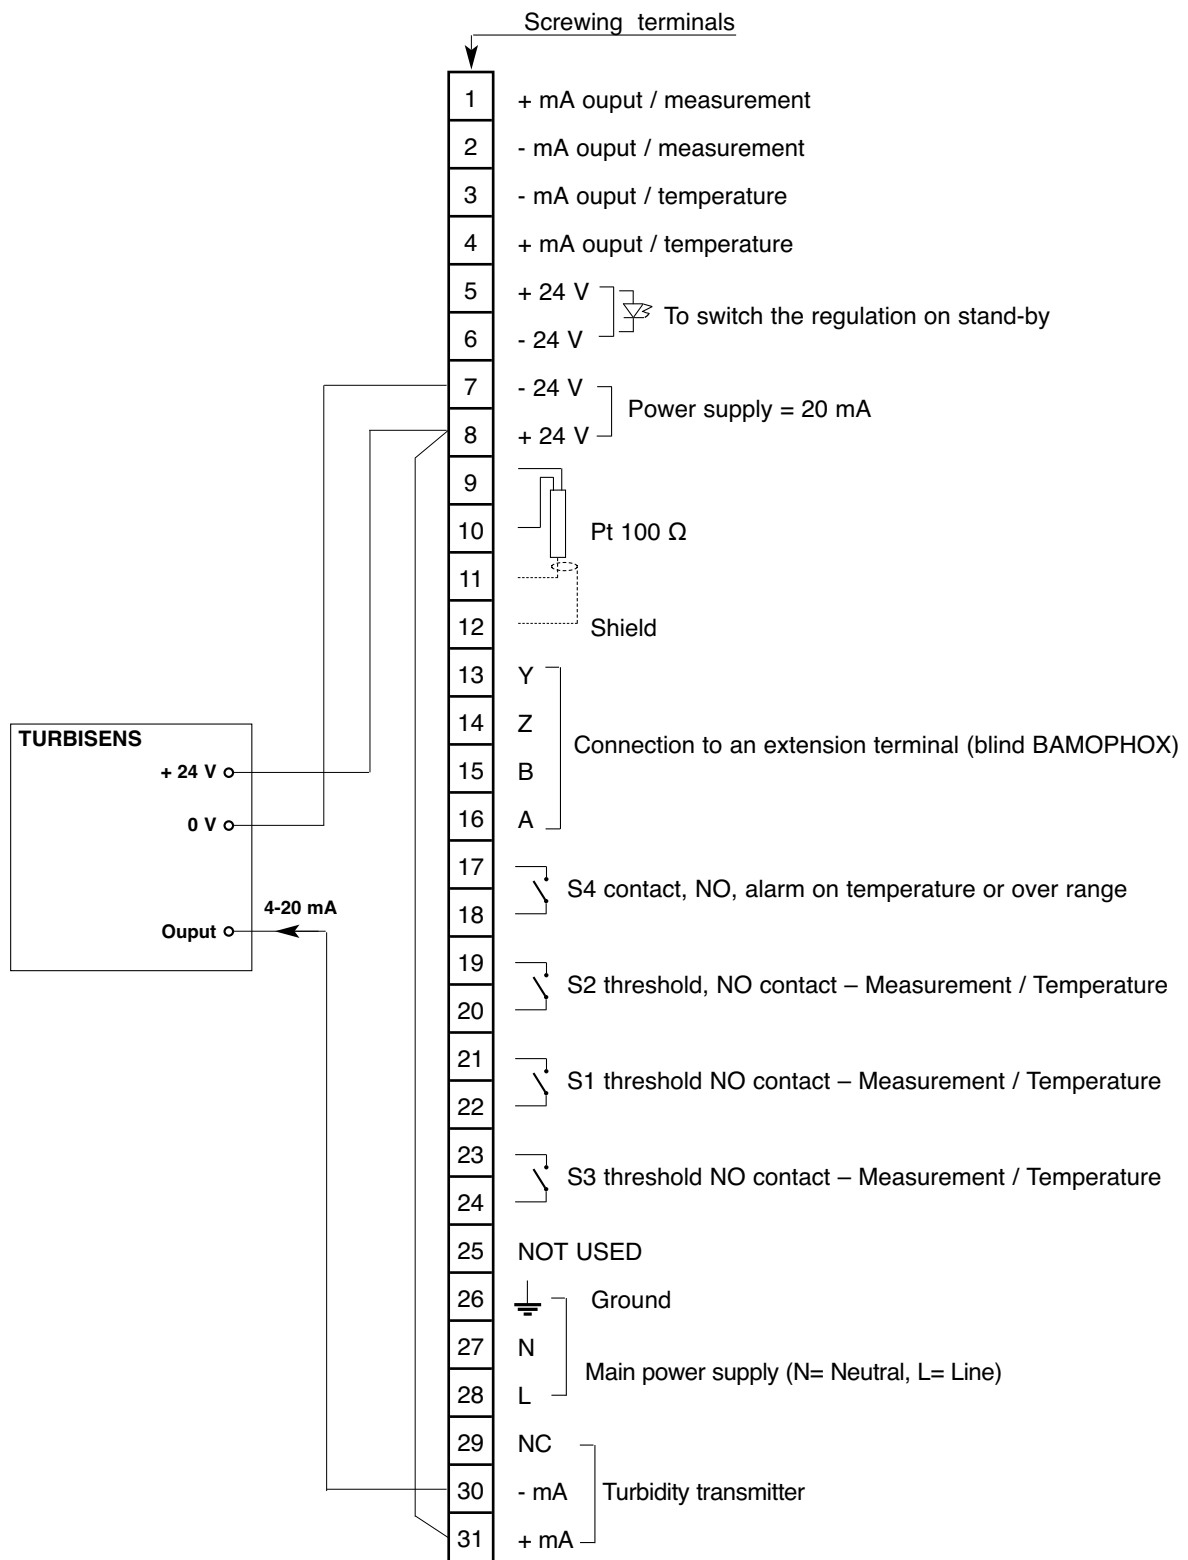 Screwing terminals
1 + mA ouput / measurement
2 - mA ouput / measurement
3 - mA ouput / temperature
4 + mA ouput / temperature
5 + 24 V
To switch the regulation on stand-by
6 - 24 V
7 - 24 V
Power supply = 20 mA
8 + 24 V
9
10 Pt 100 Ω
11
12 Shield
13 Y
14 Z
Connection to an extension terminal (blind BAMOPHOX)
15 B
16 A
17
S4 contact, NO, alarm on temperature or over range
18
19
S2 threshold, NO contact – Measurement / Temperature
20
21
S1 threshold NO contact – Measurement / Temperature
22
23
S3 threshold NO contact – Measurement / Temperature
24
25 NOT USED
26 Ground
27 N
Main power supply (N= Neutral, L= Line)
28 L
29 NC
30 - mA Turbidity transmitter
31 + mA
TURBISENS
+ 24 V
0 V
4-20 mA
Ouput